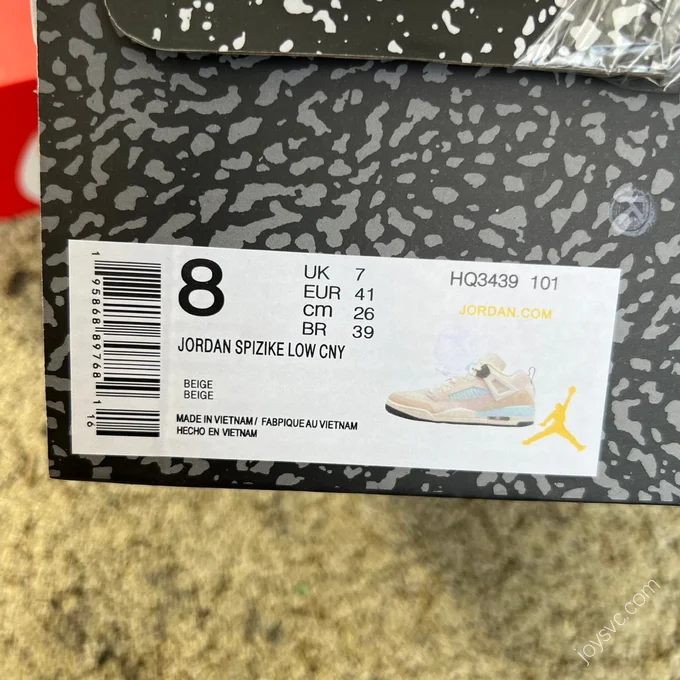 8
UK 7
EUR 41
cm 26
BR 39
HQ3439 101
JORDAN.COM
JORDAN SPIZIKE LOW CNY
BEIGE
BEIGE
MADE IN VIETNAM / FABPIQUE AU VIETNAM
HECHO EN VIETNAM
1 95868 89768 1 16
joysvc.com